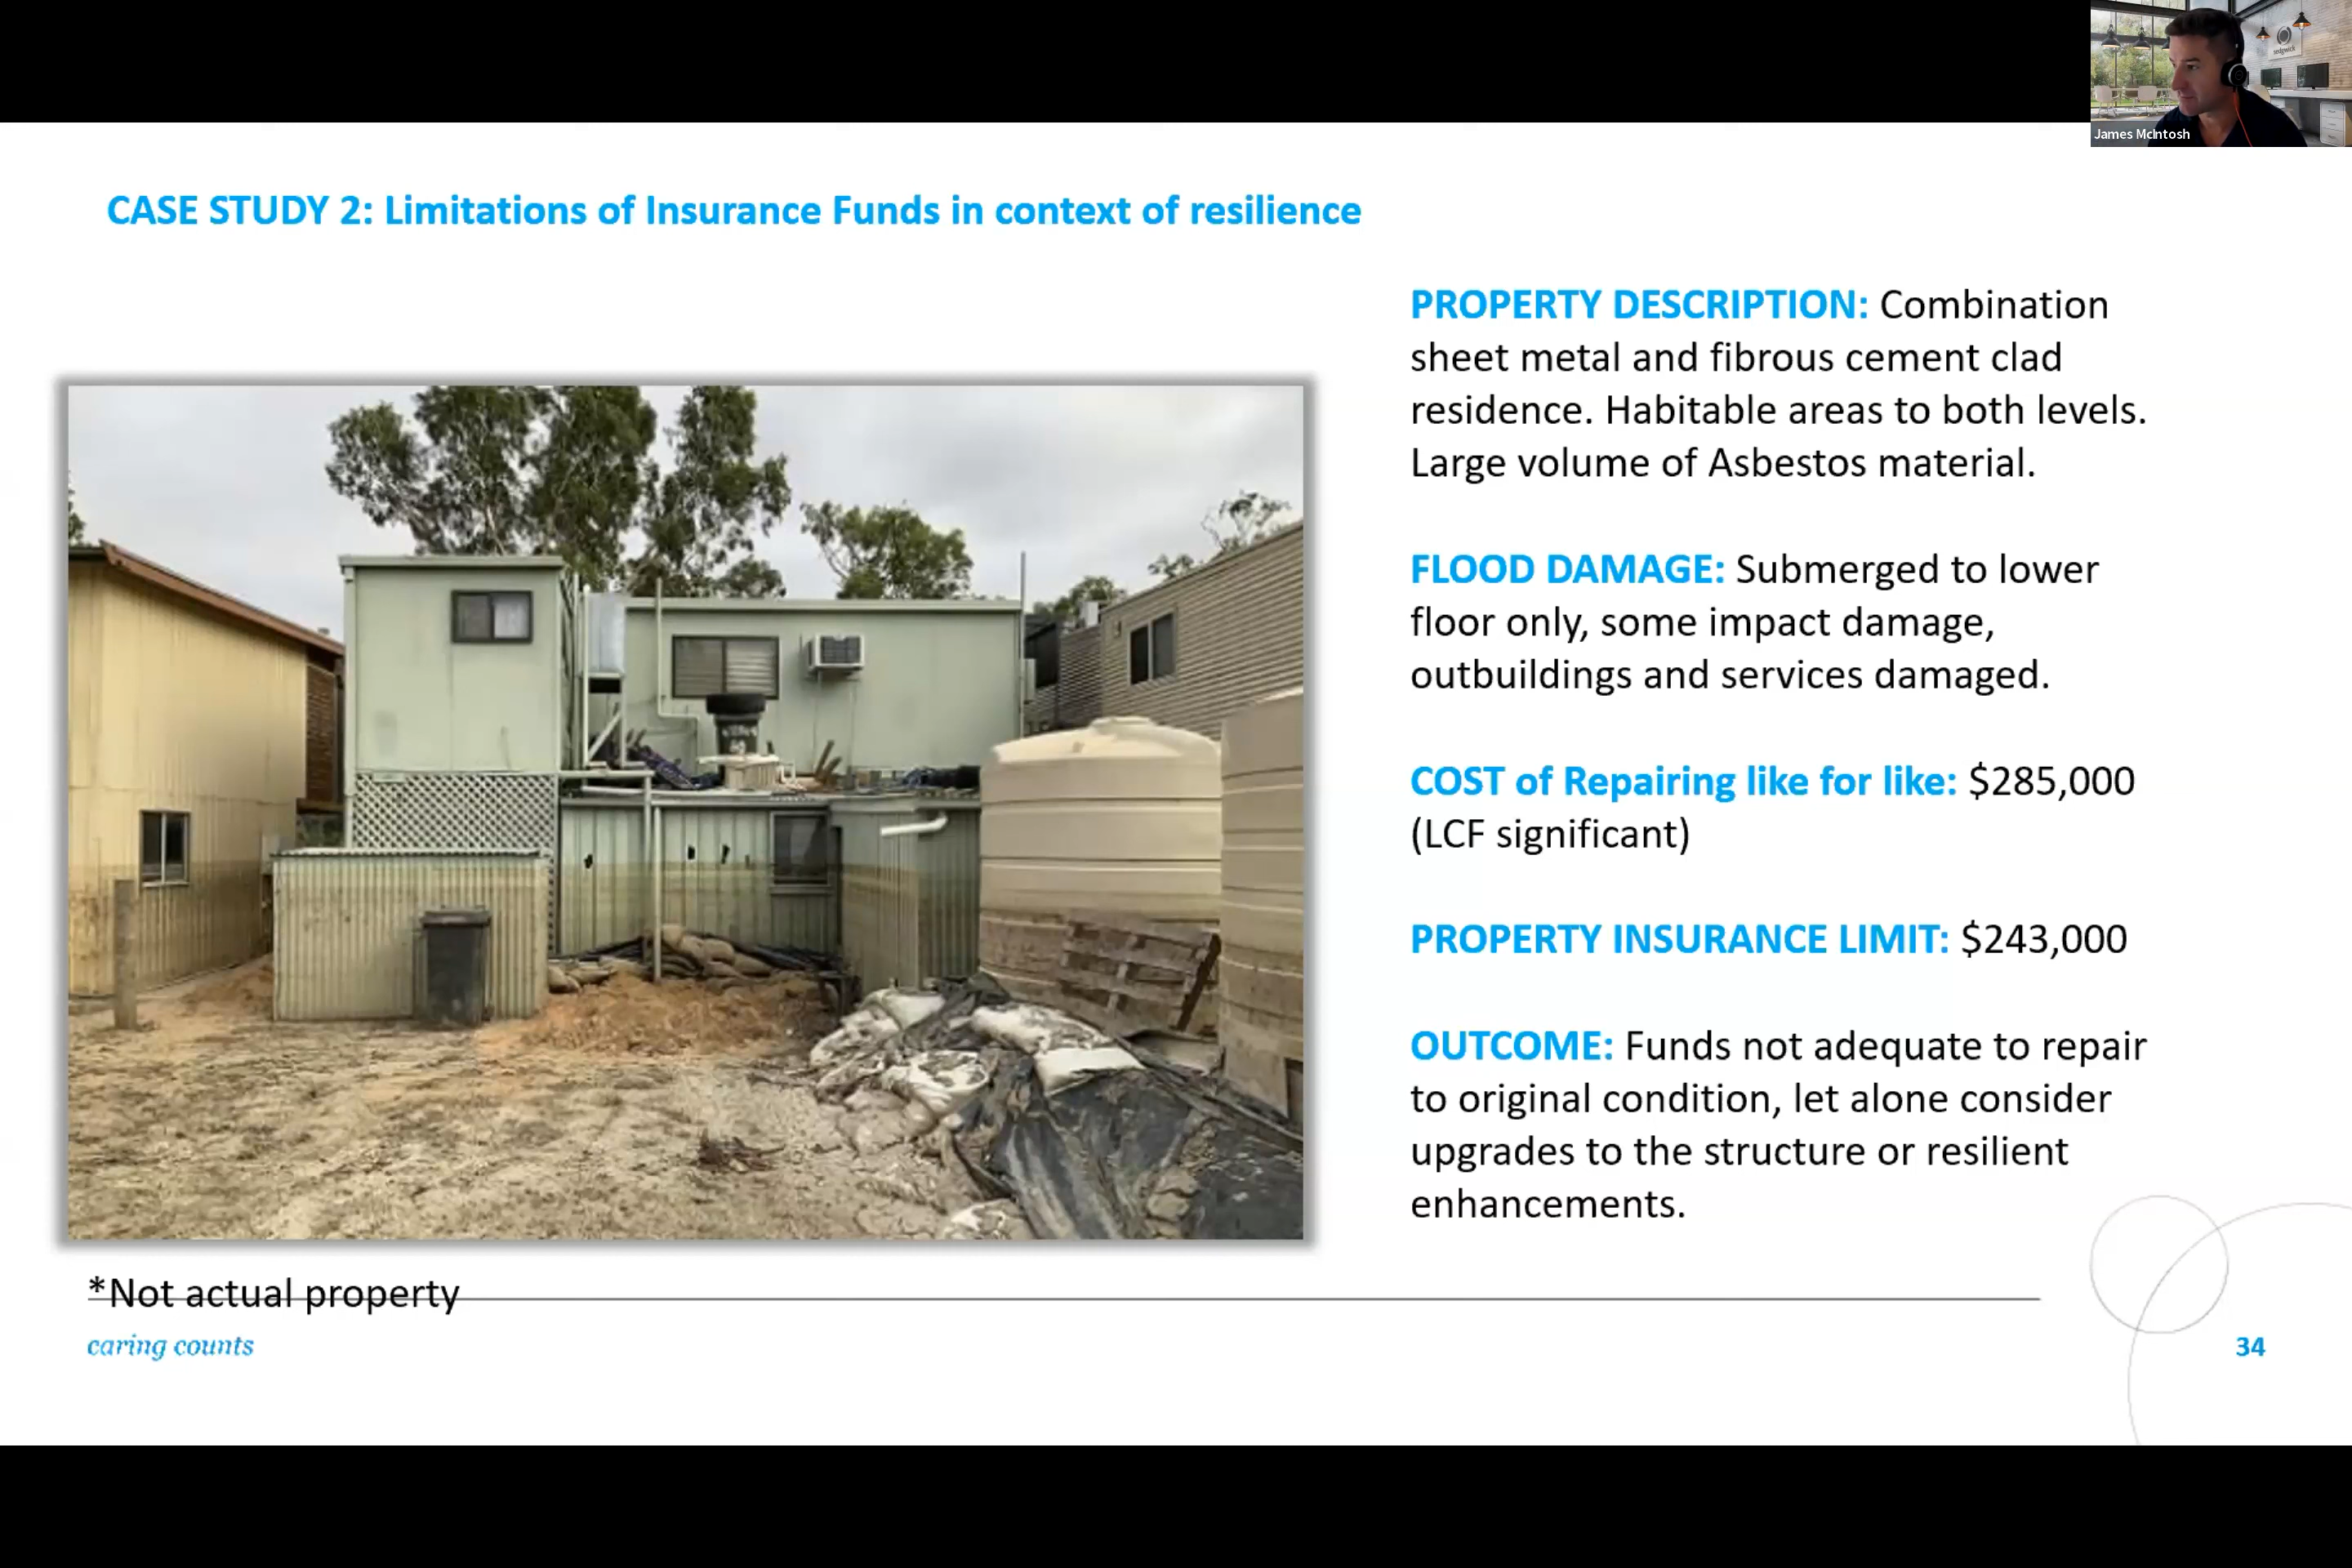 sedgwick
James McIntosh
CASE STUDY 2: Limitations of Insurance Funds in context of resilience
PROPERTY DESCRIPTION: Combination
sheet metal and fibrous cement clad
residence. Habitable areas to both levels.
Large volume of Asbestos material.
FLOOD DAMAGE: Submerged to lower
floor only, some impact damage,
outbuildings and services damaged.
COST of Repairing like for like: $285,000
(LCF significant)
PROPERTY INSURANCE LIMIT: $243,000
OUTCOME: Funds not adequate to repair
to original condition, let alone consider
upgrades to the structure or resilient
enhancements.
*Not actual property
caring counts
34